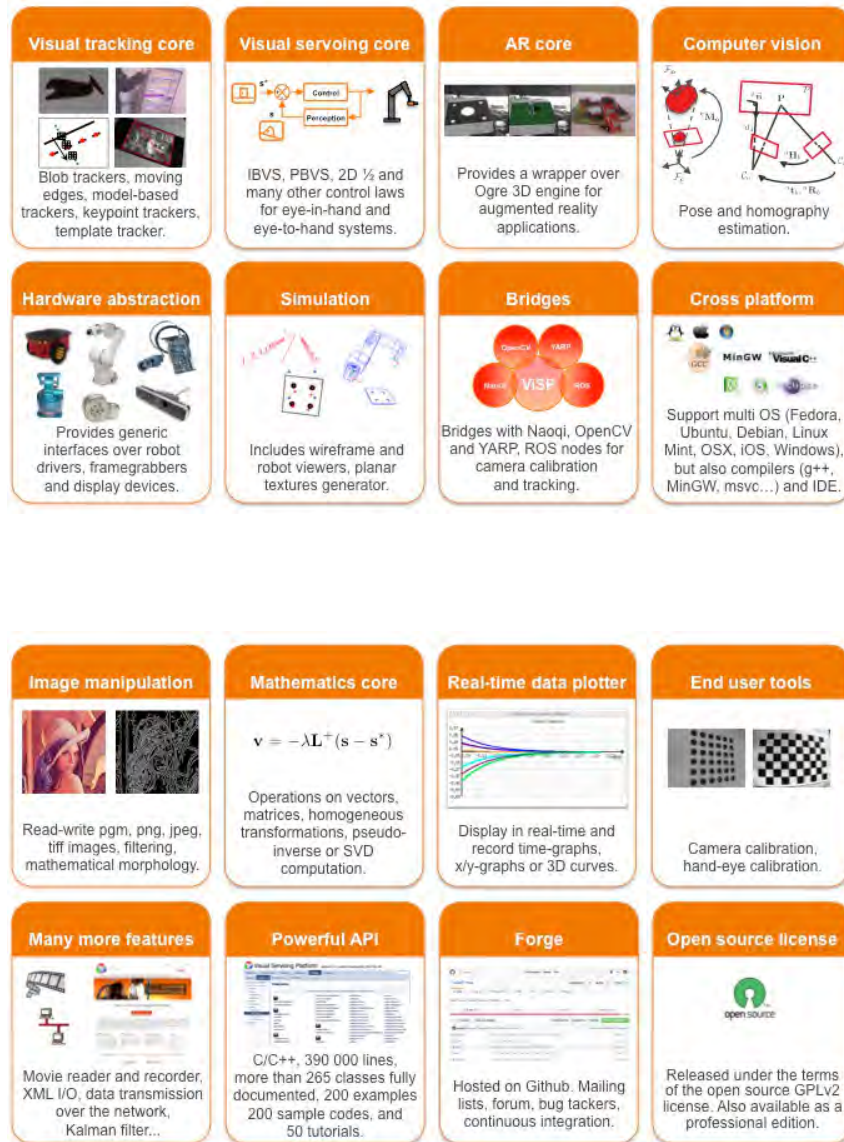 Visual tracking core
Blob trackers, moving
edges, model-based
trackers, keypoint trackers,
template tracker.
Visual servoing core
s*
Control
s
Perception
IBVS, PBVS, 2D ½ and
many other control laws
for eye-in-hand and
eye-to-hand systems.
AR core
Provides a wrapper over
Ogre 3D engine for
augmented reality
applications.
Computer vision
P
Pose and homography
estimation.
Hardware abstraction
Provides generic
interfaces over robot
drivers, framegrabbers
and display devices.
Simulation
Includes wireframe and
robot viewers, planar
textures generator.
Bridges
OpenCV
YARP
ViSP
ROS
Bridges with Naoqi, OpenCV
and YARP, ROS nodes for
camera calibration
and tracking.
Cross platform
GCC
MinGW
Visual C++
Support multi OS (Fedora,
Ubuntu, Debian, Linux
Mint, OSX, iOS, Windows),
but also compilers (g++,
MinGW, msvc...) and IDE.
Image manipulation
Read-write pgm, png, jpeg,
tiff images, filtering,
mathematical morphology.
Mathematics core
v = −λL⁺(s − s*)
Operations on vectors,
matrices, homogeneous
transformations, pseudo-
inverse or SVD
computation.
Real-time data plotter
Display in real-time and
record time-graphs,
x/y-graphs or 3D curves.
End user tools
Camera calibration,
hand-eye calibration.
Many more features
Movie reader and recorder,
XML I/O, data transmission
over the network,
Kalman filter...
Powerful API
Visual Servoing Platform
C/C++, 390 000 lines,
more than 265 classes fully
documented, 200 examples
200 sample codes, and
50 tutorials.
Forge
Hosted on Github. Mailing
lists, forum, bug tackers,
continuous integration.
Open source license
open source
Released under the terms
of the open source GPLv2
license. Also available as a
professional edition.